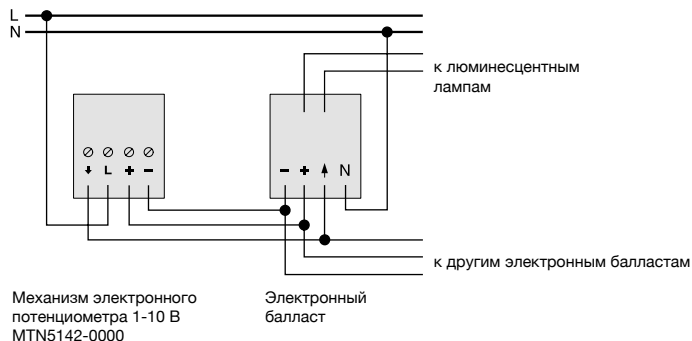 L
N
к люминесцентным
лампам
L + −
− + N
к другим электронным балластам
Механизм электронного
потенциометра 1-10 В
MTN5142-0000
Электронный
балласт